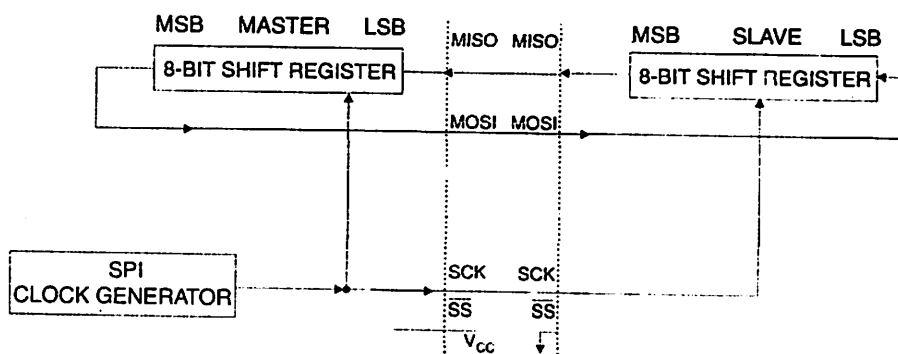 MSB MASTER LSB
MISO MISO
MSB SLAVE LSB
8-BIT SHIFT REGISTER
8-BIT SHIFT REGISTER
MOSI MOSI
SPI
CLOCK GENERATOR
SCK SCK
SS SS
VCC